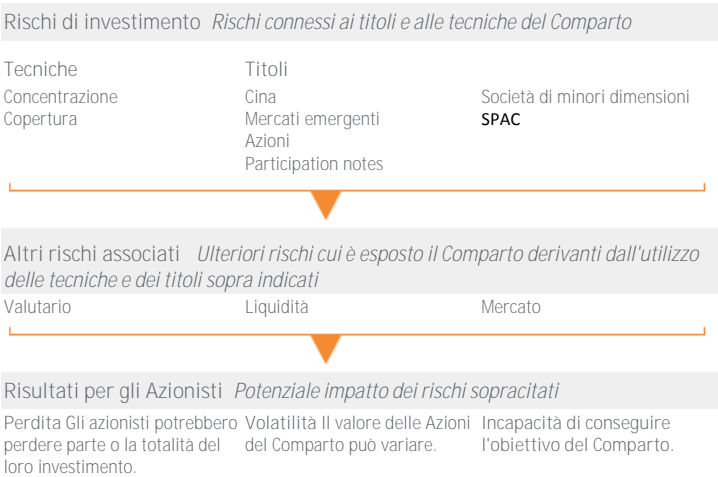 Rischi di investimento Rischi connessi ai titoli e alle tecniche del Comparto
Tecniche
Concentrazione
Copertura
Titoli
Cina
Mercati emergenti
Azioni
Participation notes
Società di minori dimensioni
SPAC
Altri rischi associati Ulteriori rischi cui è esposto il Comparto derivanti dall'utilizzo
delle tecniche e dei titoli sopra indicati
Valutario
Liquidità
Mercato
Risultati per gli Azionisti Potenziale impatto dei rischi sopracitati
Perdita Gli azionisti potrebbero
perdere parte o la totalità del
loro investimento.
Volatilità Il valore delle Azioni
del Comparto può variare.
Incapacità di conseguire
l'obiettivo del Comparto.